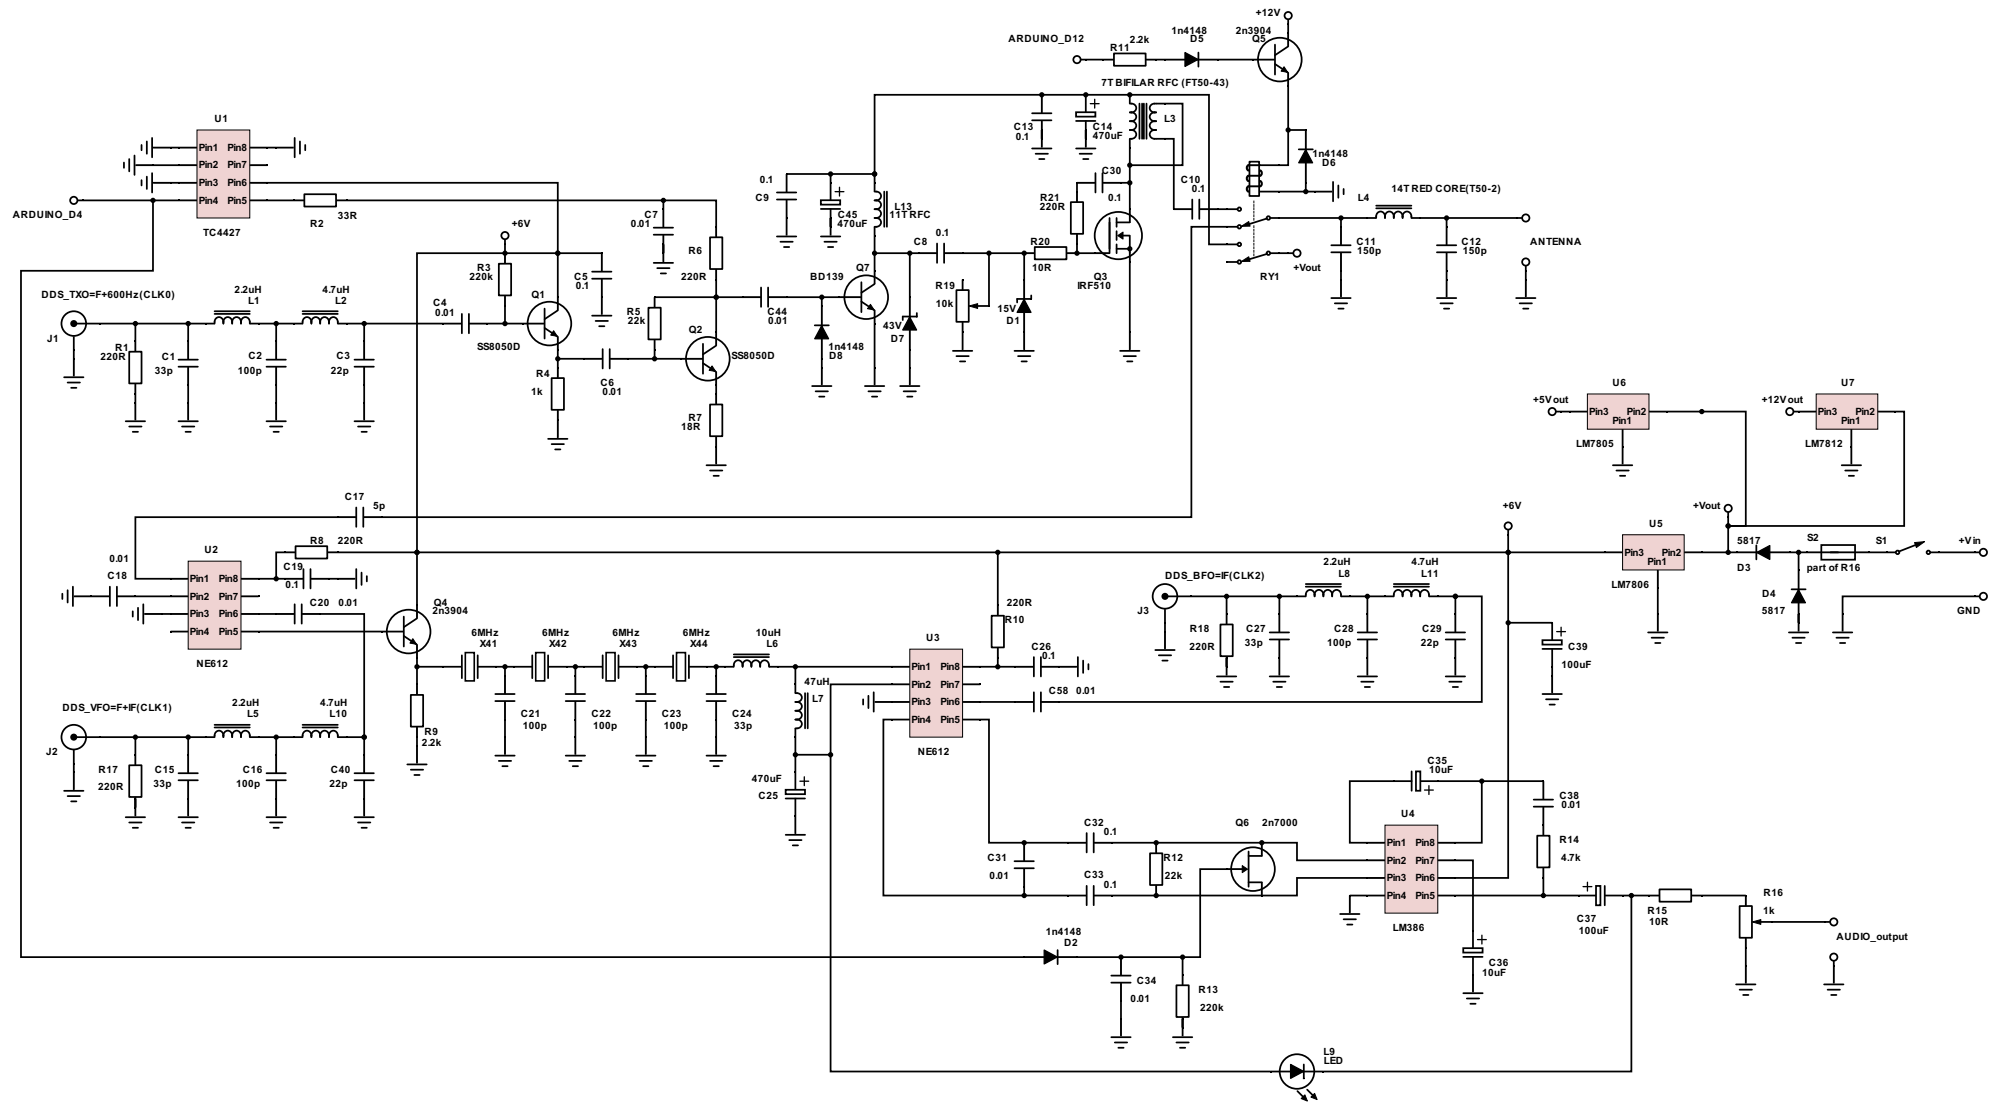 +12V
1n4148
D5
2n3904
Q5
ARDUINO_D12
2.2k
R11
7T BIFILAR RFC (FT50-43)
U1
Pin1
Pin8
Pin2
Pin7
Pin3
Pin6
Pin4
Pin5
TC4427
ARDUINO_D4
R2
33R
C7
0.01
0.1
C9
C45
470uF
L13
11T RFC
C13
0.1
C14
470uF
L3
C30
0.1
R21
220R
C10
0.1
1n4148
D6
L4
14T RED CORE(T50-2)
C11
150p
C12
150p
ANTENNA
RY1
+Vout
+6V
R3
220k
C5
0.1
R6
220R
BD139
Q7
C8
0.1
R20
10R
Q3
IRF510
R19
10k
15V
D1
43V
D7
DDS_TXO=F+600Hz(CLK0)
2.2uH
L1
4.7uH
L2
J1
R1
220R
C1
33p
C2
100p
C3
22p
C4
0.01
Q1
SS8050D
R4
1k
C6
0.01
R5
22k
Q2
SS8050D
R7
18R
C44
0.01
1n4148
D8
U6
+5Vout
Pin3
Pin2
Pin1
LM7805
U7
+12Vout
Pin3
Pin2
Pin1
LM7812
C17
5p
0.01
C18
U2
Pin1
Pin8
Pin2
Pin7
Pin3
Pin6
Pin4
Pin5
NE612
R8
220R
C19
0.1
C20
0.01
Q4
2n3904
+6V
+Vout
U5
Pin3
Pin2
Pin1
LM7806
5817
D3
S2
part of R16
S1
+Vin
D4
5817
GND
DDS_BFO=IF(CLK2)
2.2uH
L8
4.7uH
L11
J3
R18
220R
C27
33p
C28
100p
C29
22p
C39
100uF
220R
R10
6MHz
X41
6MHz
X42
6MHz
X43
6MHz
X44
10uH
L6
U3
Pin1
Pin8
Pin2
Pin7
Pin3
Pin6
Pin4
Pin5
NE612
C26
0.1
C58
0.01
47uH
L7
C21
100p
C22
100p
C23
100p
C24
33p
R9
2.2k
DDS_VFO=F+IF(CLK1)
2.2uH
L5
4.7uH
L10
J2
R17
220R
C15
33p
C16
100p
C40
22p
470uF
C25
C35
10uF
C38
0.01
U4
Pin1
Pin8
Pin2
Pin7
Pin3
Pin6
Pin4
Pin5
LM386
R14
4.7k
C32
0.1
C31
0.01
C33
0.1
R12
22k
Q6
2n7000
C37
100uF
R15
10R
R16
1k
AUDIO_output
C36
10uF
1n4148
D2
C34
0.01
R13
220k
L9
LED